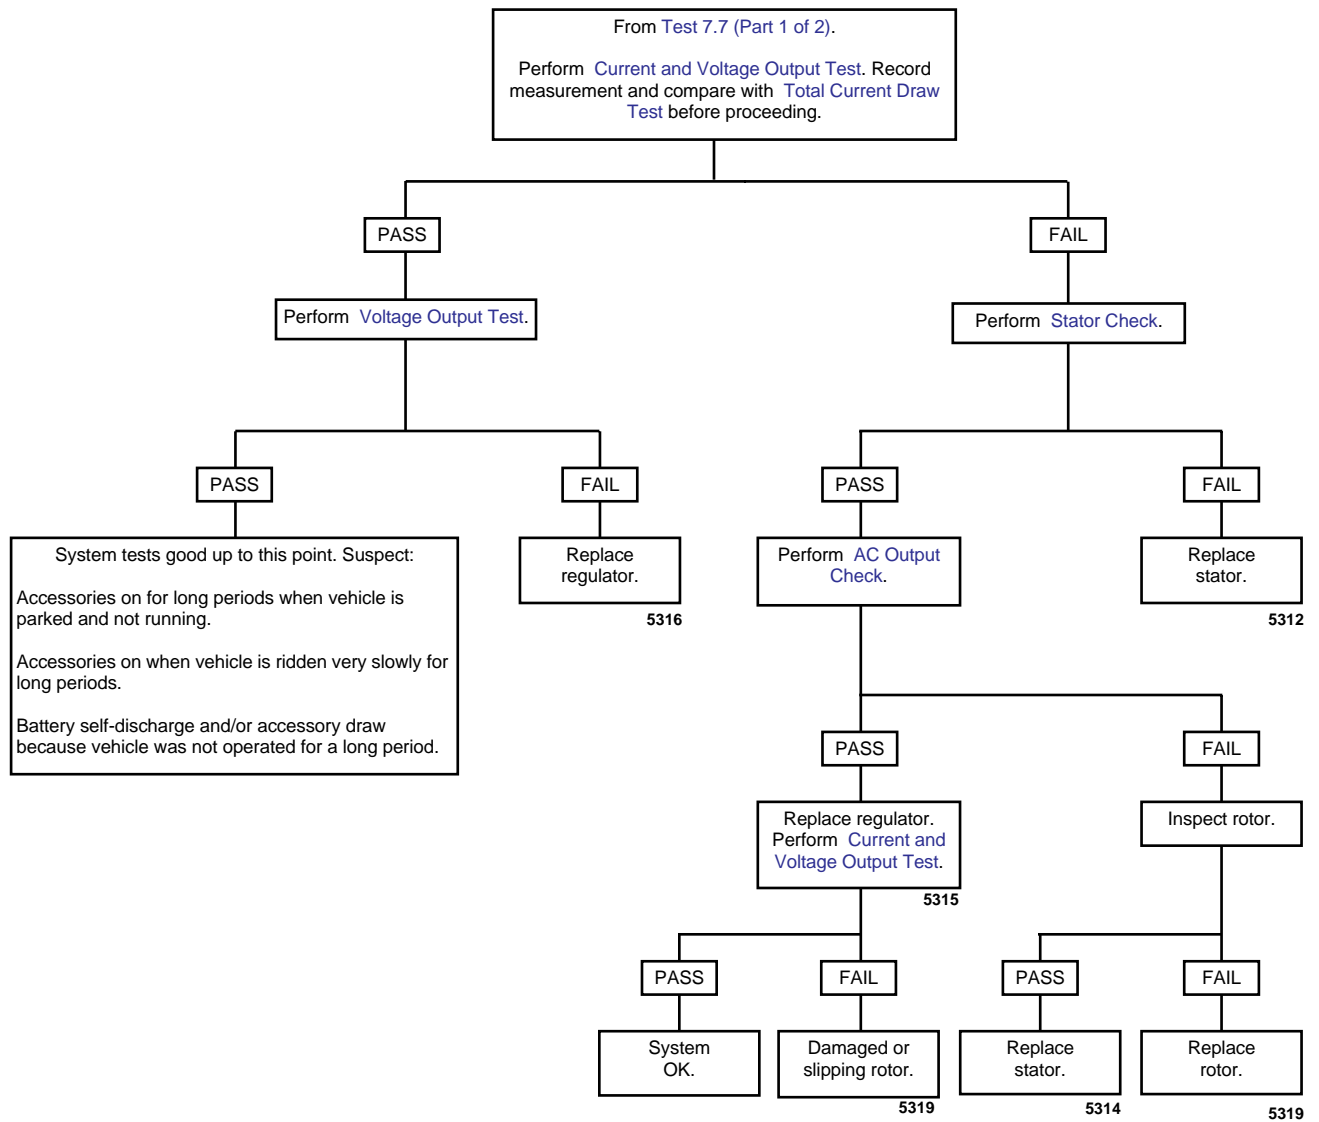 From Test 7.7 (Part 1 of 2).
Perform Current and Voltage Output Test. Record
measurement and compare with Total Current Draw
Test before proceeding.
PASS
FAIL
Perform Voltage Output Test.
Perform Stator Check.
PASS
FAIL
PASS
FAIL
System tests good up to this point. Suspect:
Accessories on for long periods when vehicle is
parked and not running.
Accessories on when vehicle is ridden very slowly for
long periods.
Battery self-discharge and/or accessory draw
because vehicle was not operated for a long period.
Replace
regulator.
5316
Perform AC Output
Check.
Replace
stator.
5312
PASS
FAIL
Replace regulator.
Perform Current and
Voltage Output Test.
5315
Inspect rotor.
PASS
FAIL
PASS
FAIL
System
OK.
Damaged or
slipping rotor.
5319
Replace
stator.
5314
Replace
rotor.
5319